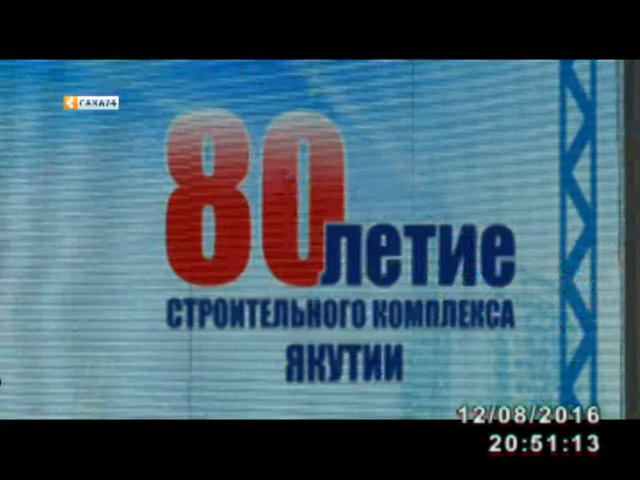 САХА24
80летие
СТРОИТЕЛЬНОГО КОМПЛЕКСА
ЯКУТИИ
12/08/2016
20:51:13